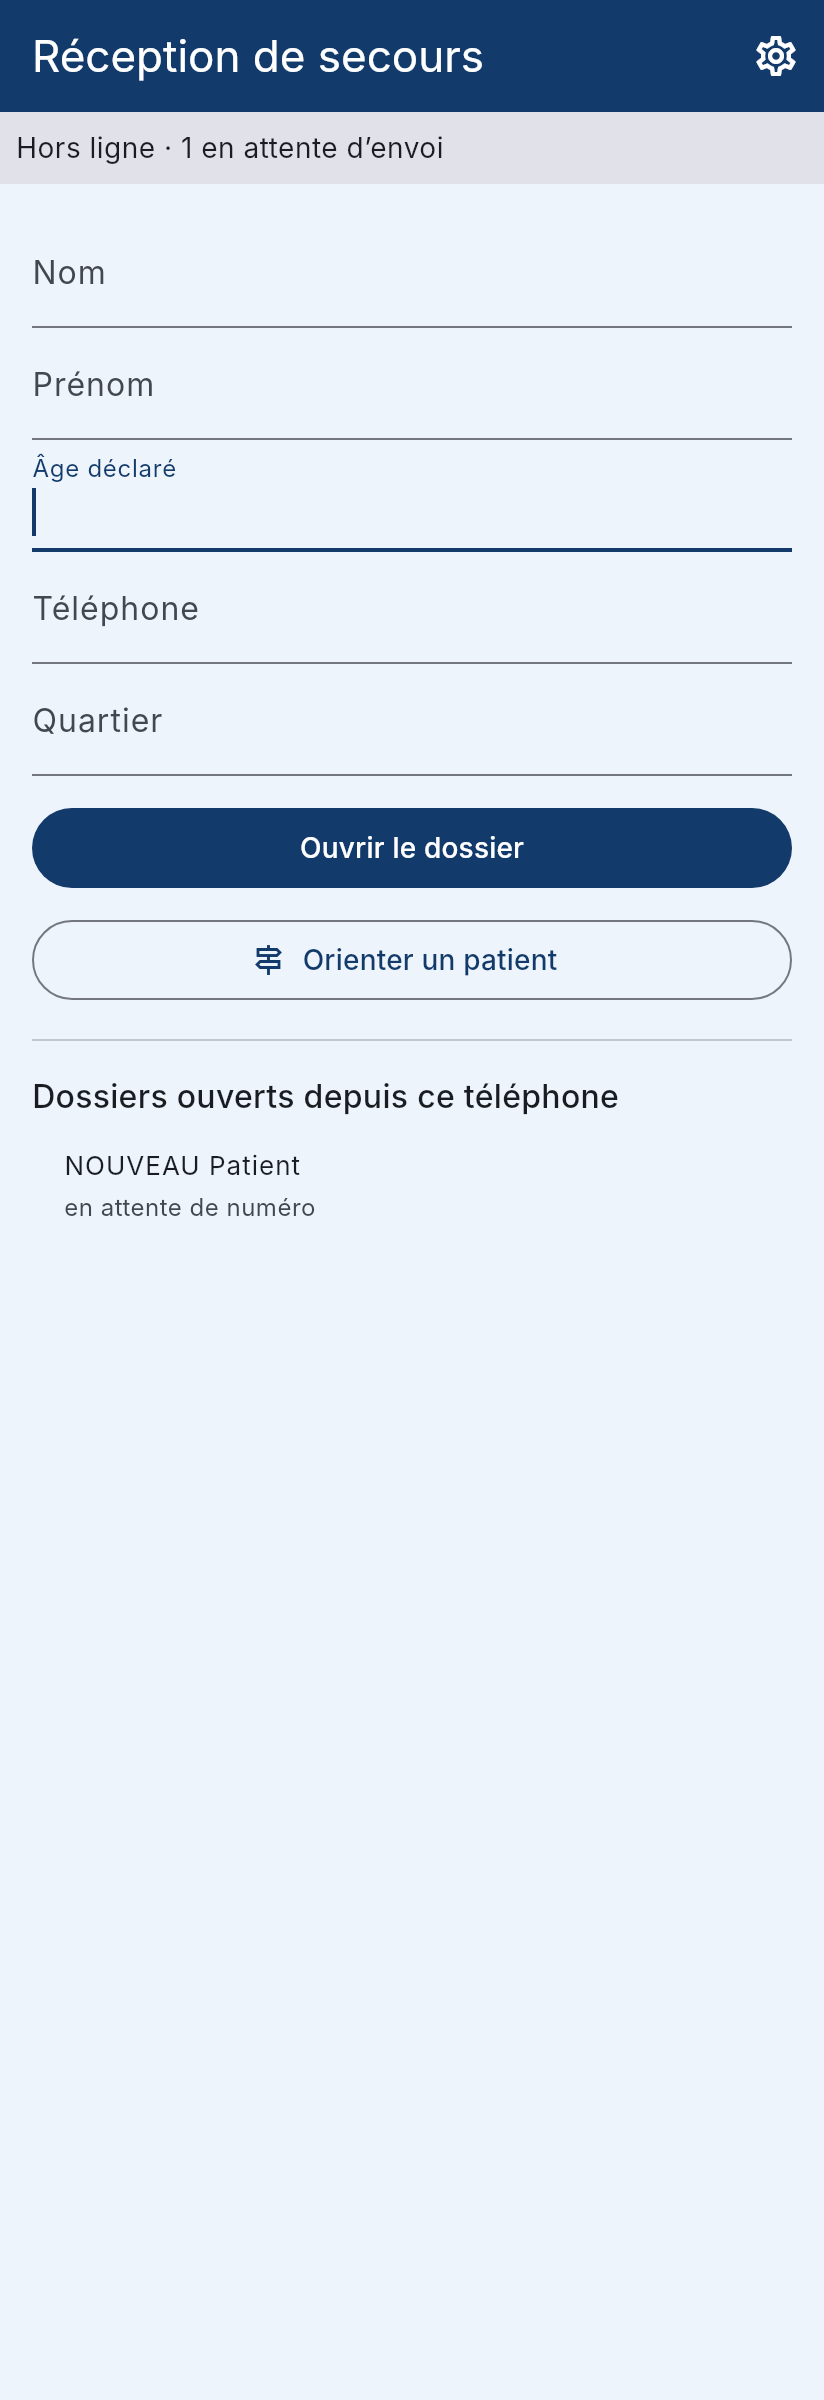 Réception de secours
Hors ligne · 1 en attente d’envoi
Nom
Prénom
Âge déclaré
Téléphone
Quartier
Ouvrir le dossier
Orienter un patient
Dossiers ouverts depuis ce téléphone
NOUVEAU Patient
en attente de numéro